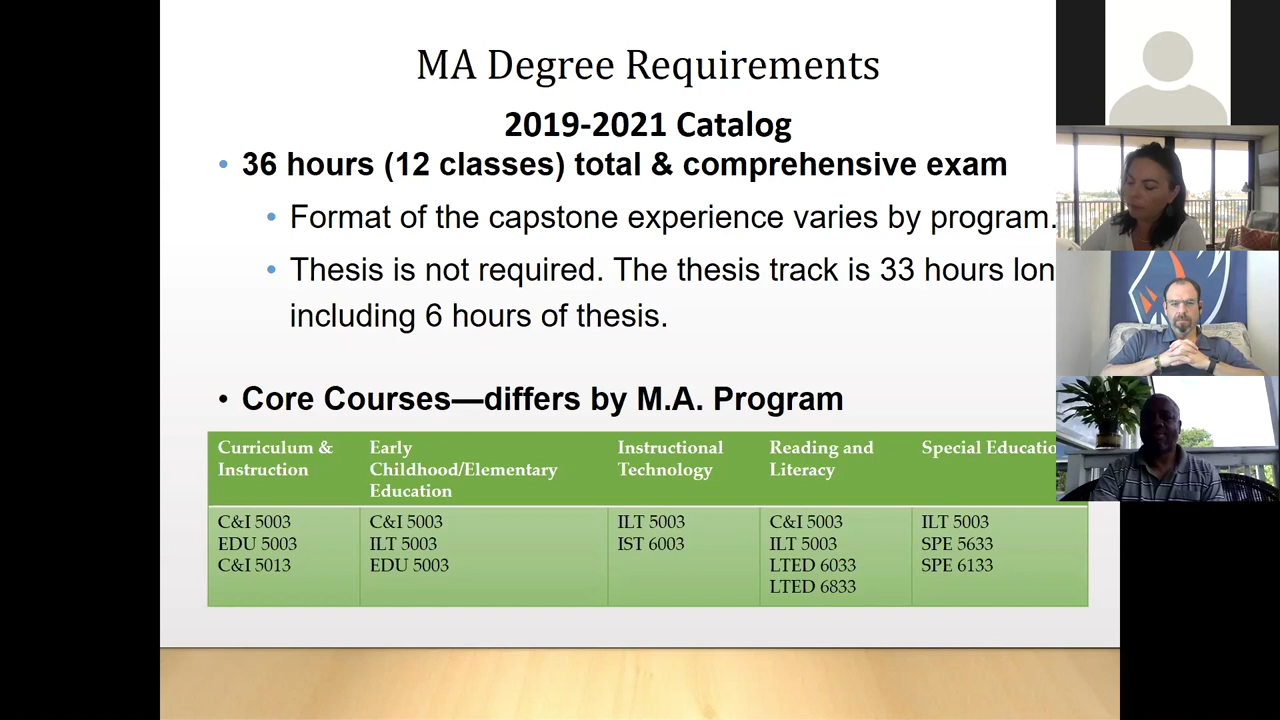 MA Degree Requirements
2019-2021 Catalog
• 36 hours (12 classes) total & comprehensive exam
• Format of the capstone experience varies by program.
• Thesis is not required. The thesis track is 33 hours lon
including 6 hours of thesis.
• Core Courses—differs by M.A. Program
Curriculum &
Instruction
Early
Childhood/Elementary
Education
Instructional
Technology
Reading and
Literacy
Special Educatio
C&I 5003
EDU 5003
C&I 5013
C&I 5003
ILT 5003
EDU 5003
ILT 5003
IST 6003
C&I 5003
ILT 5003
LTED 6033
LTED 6833
ILT 5003
SPE 5633
SPE 6133